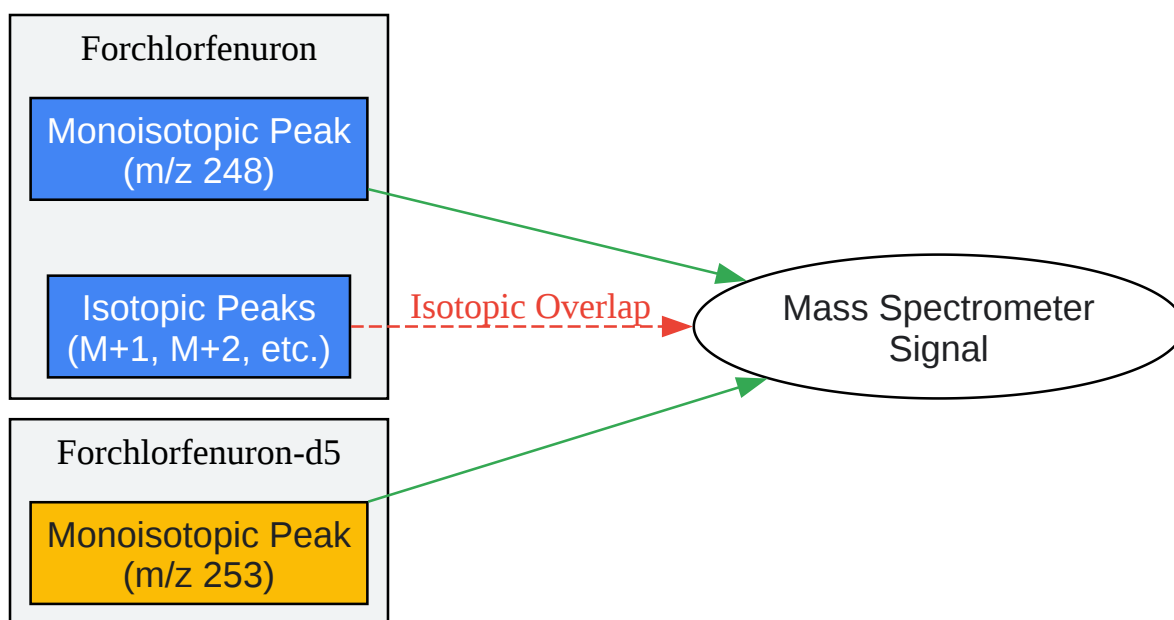 Forchlorfenuron
Monoisotopic Peak
(m/z 248)
Isotopic Peaks
(M+1, M+2, etc.)
Isotopic Overlap
Mass Spectrometer
Signal
Forchlorfenuron-d5
Monoisotopic Peak
(m/z 253)